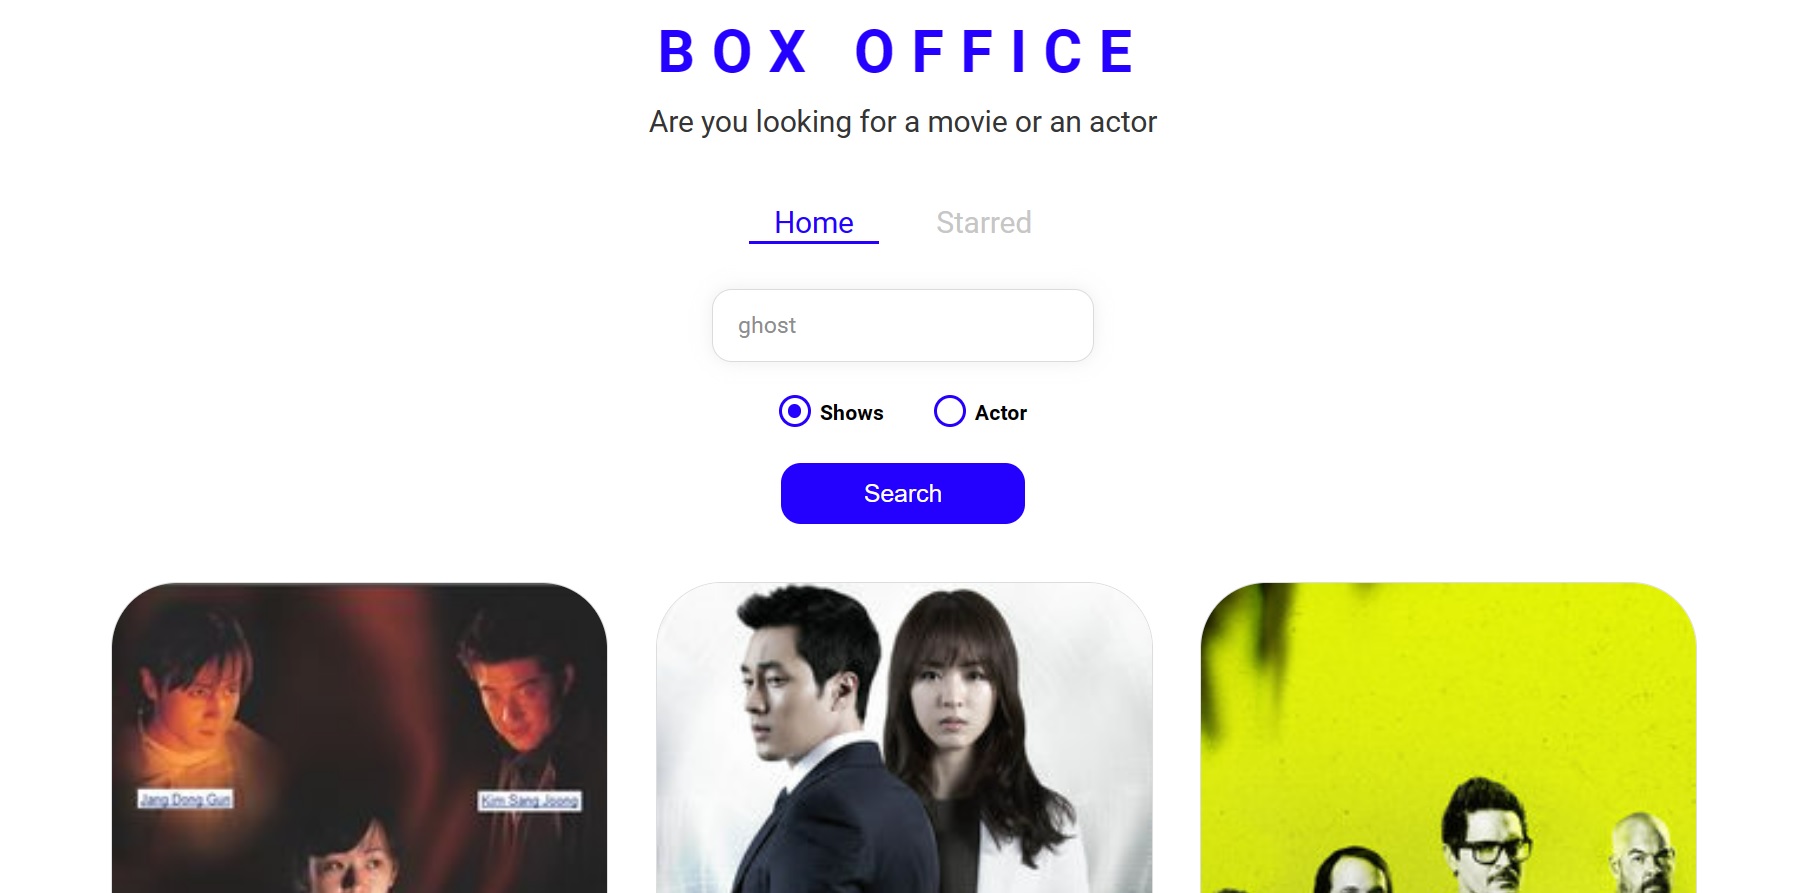 BOX OFFICE
Are you looking for a movie or an actor
Home Starred
ghost
Shows Actor
Search
Jang Dong Gun Kim Sang Joong